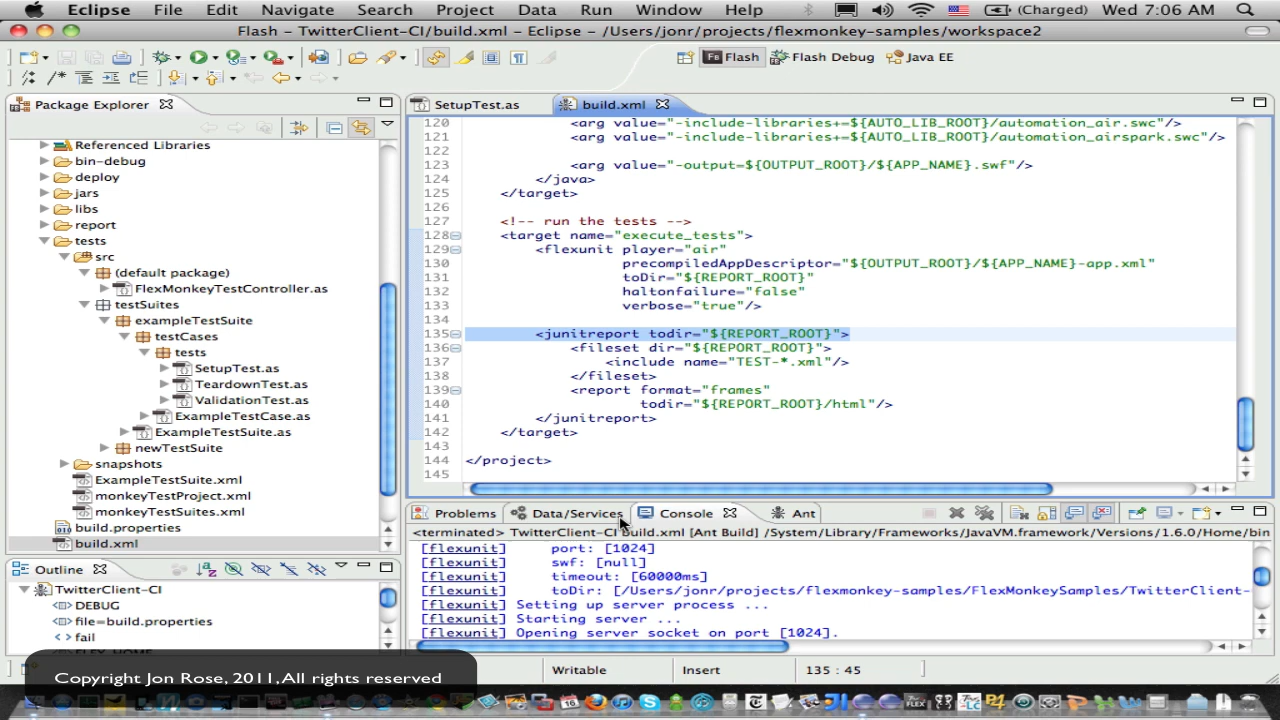 Eclipse File Edit Navigate Search Project Data Run Window Help (Charged) Wed 7:06 AM
Flash – TwitterClient-CI/build.xml – Eclipse – /Users/jonr/projects/flexmonkey-samples/workspace2
Fb Flash Flash Debug Java EE
Package Explorer
Referenced Libraries
bin-debug
deploy
jars
libs
report
tests
src
(default package)
FlexMonkeyTestController.as
testSuites
exampleTestSuite
testCases
tests
SetupTest.as
TeardownTest.as
ValidationTest.as
ExampleTestCase.as
ExampleTestSuite.as
newTestSuite
snapshots
ExampleTestSuite.xml
monkeyTestProject.xml
monkeyTestSuites.xml
build.properties
build.xml
Outline
TwitterClient-CI
DEBUG
file=build.properties
fail
SetupTest.as build.xml
120 <arg value="-include-libraries+=${AUTO_LIB_ROOT}/automation_air.swc"/>
121 <arg value="-include-libraries+=${AUTO_LIB_ROOT}/automation_airspark.swc"/>
122
123 <arg value="-output=${OUTPUT_ROOT}/${APP_NAME}.swf"/>
124 </java>
125 </target>
126
127 <!-- run the tests -->
128 <target name="execute_tests">
129 <flexunit player="air"
130 precompiledAppDescriptor="${OUTPUT_ROOT}/${APP_NAME}-app.xml"
131 toDir="${REPORT_ROOT}"
132 haltonfailure="false"
133 verbose="true"/>
134
135 <junitreport todir="${REPORT_ROOT}">
136 <fileset dir="${REPORT_ROOT}">
137 <include name="TEST-*.xml"/>
138 </fileset>
139 <report format="frames"
140 todir="${REPORT_ROOT}/html"/>
141 </junitreport>
142 </target>
143
144 </project>
145
Problems Data/Services Console Ant
<terminated> TwitterClient-CI build.xml [Ant Build] /System/Library/Frameworks/JavaVM.framework/Versions/1.6.0/Home/bin
[flexunit] port: [1024]
[flexunit] swf: [null]
[flexunit] timeout: [60000ms]
[flexunit] toDir: [/Users/jonr/projects/flexmonkey-samples/FlexMonkeySamples/TwitterClient-
[flexunit] Setting up server process ...
[flexunit] Starting server ...
[flexunit] Opening server socket on port [1024].
Writable Insert 135 : 45
Copyright Jon Rose, 2011,All rights reserved